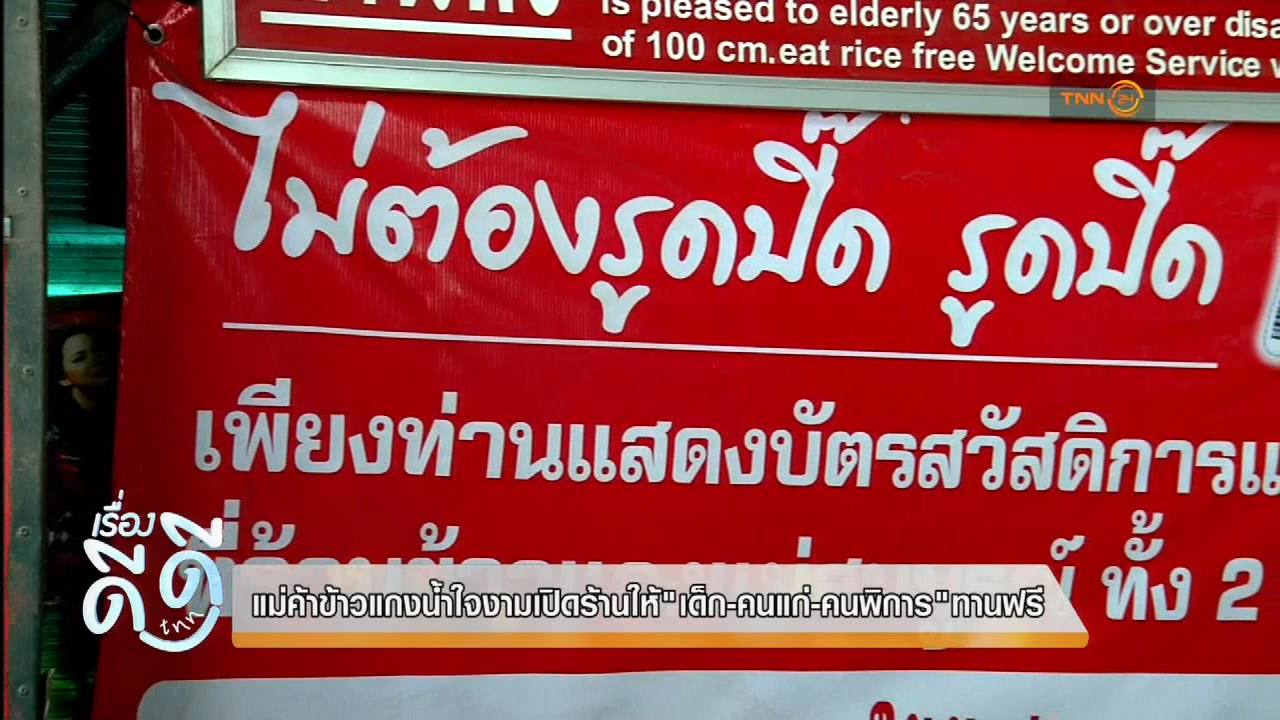 is pleased to elderly 65 years or over disa
of 100 cm.eat rice free Welcome Service w
TNN 24
ไม่ต้องรูดปื๊ด รูดปื๊ด
เพียงท่านแสดงบัตรสวัสดิการแ
ทั้ง 2
เรื่อง
ดีดี
tnn
แม่ค้าข้าวแกงน้ำใจงามเปิดร้านให้"เด็ก-คนแก่-คนพิการ"ทานฟรี